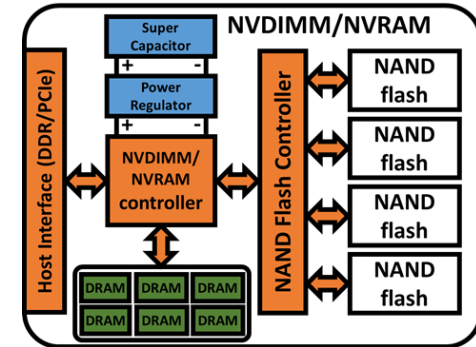 NVDIMM/NVRAM
Super
Capacitor
+ -
Power
Regulator
+ -
NVDIMM/
NVRAM
controller
Host Interface (DDR/PCIe)
NAND Flash Controller
NAND
flash
NAND
flash
NAND
flash
NAND
flash
DRAM DRAM DRAM
DRAM DRAM DRAM